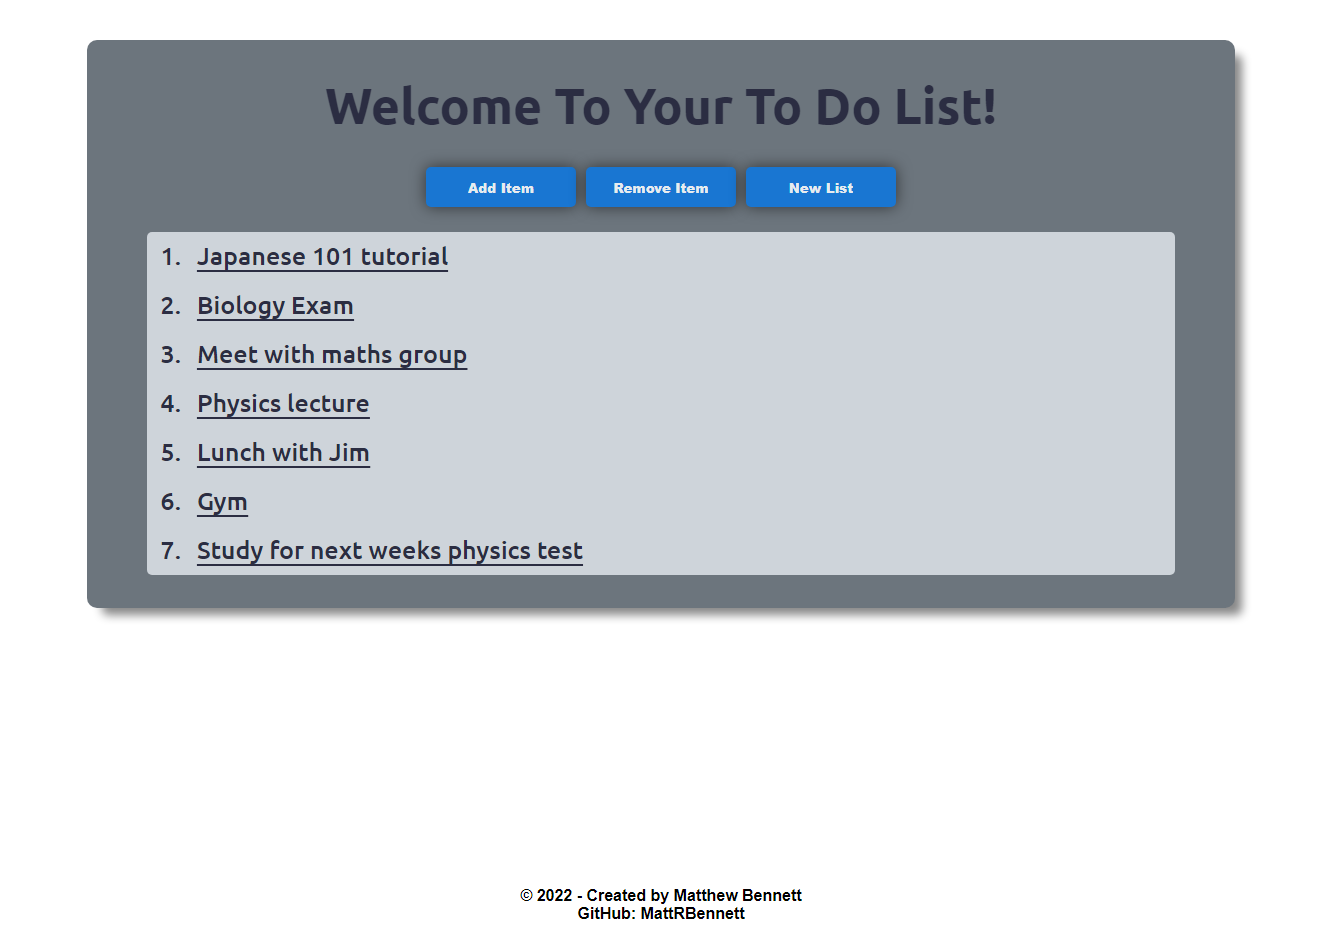 Welcome To Your To Do List!
Add Item Remove Item New List
1. Japanese 101 tutorial
2. Biology Exam
3. Meet with maths group
4. Physics lecture
5. Lunch with Jim
6. Gym
7. Study for next weeks physics test
© 2022 - Created by Matthew Bennett
GitHub: MattRBennett